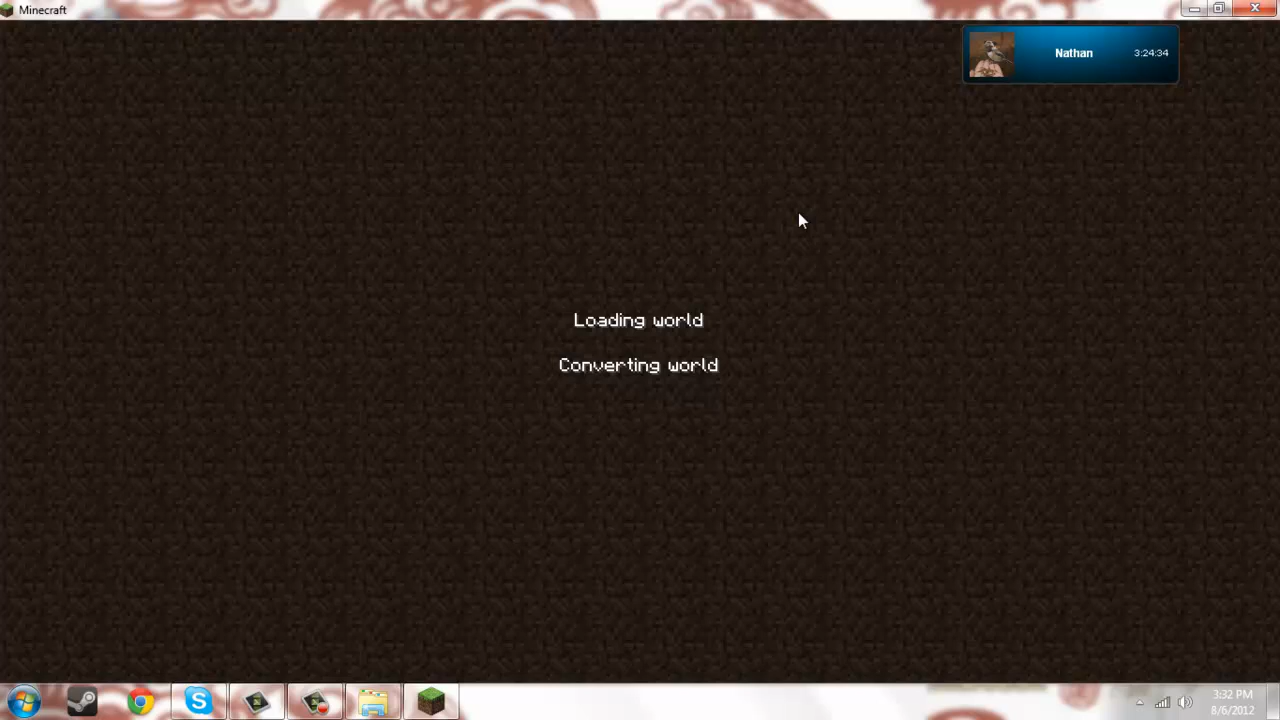 Minecraft
Nathan
3:24:34
Loading world
Converting world
3:32 PM
8/6/2012